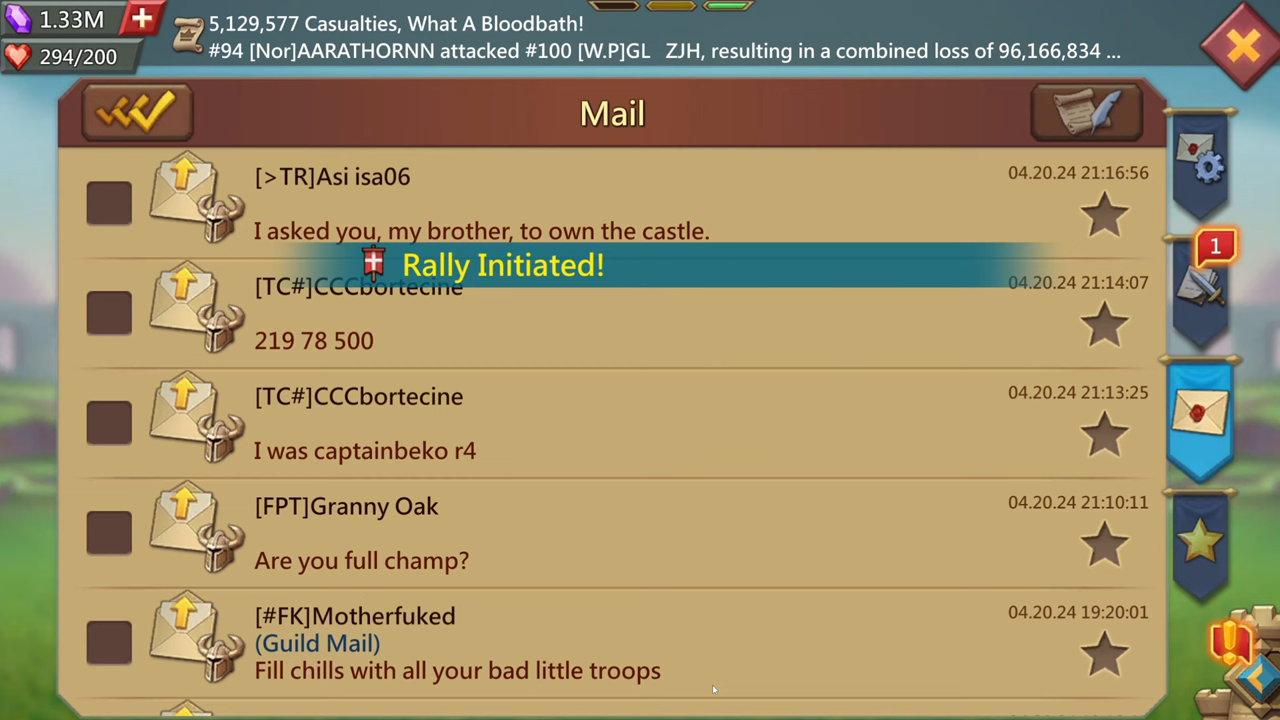 1.33M
5,129,577 Casualties, What A Bloodbath!
294/200
#94 [Nor]AARATHORNN attacked #100 [W.P]GL ZJH, resulting in a combined loss of 96,166,834 ...
Mail
[>TR]Asi isa06
04.20.24 21:16:56
I asked you, my brother, to own the castle.
1
Rally Initiated!
[TC#]CCCbortecine
04.20.24 21:14:07
219 78 500
[TC#]CCCbortecine
04.20.24 21:13:25
I was captainbeko r4
[FPT]Granny Oak
04.20.24 21:10:11
Are you full champ?
[#FK]Motherfuked
04.20.24 19:20:01
(Guild Mail)
Fill chills with all your bad little troops